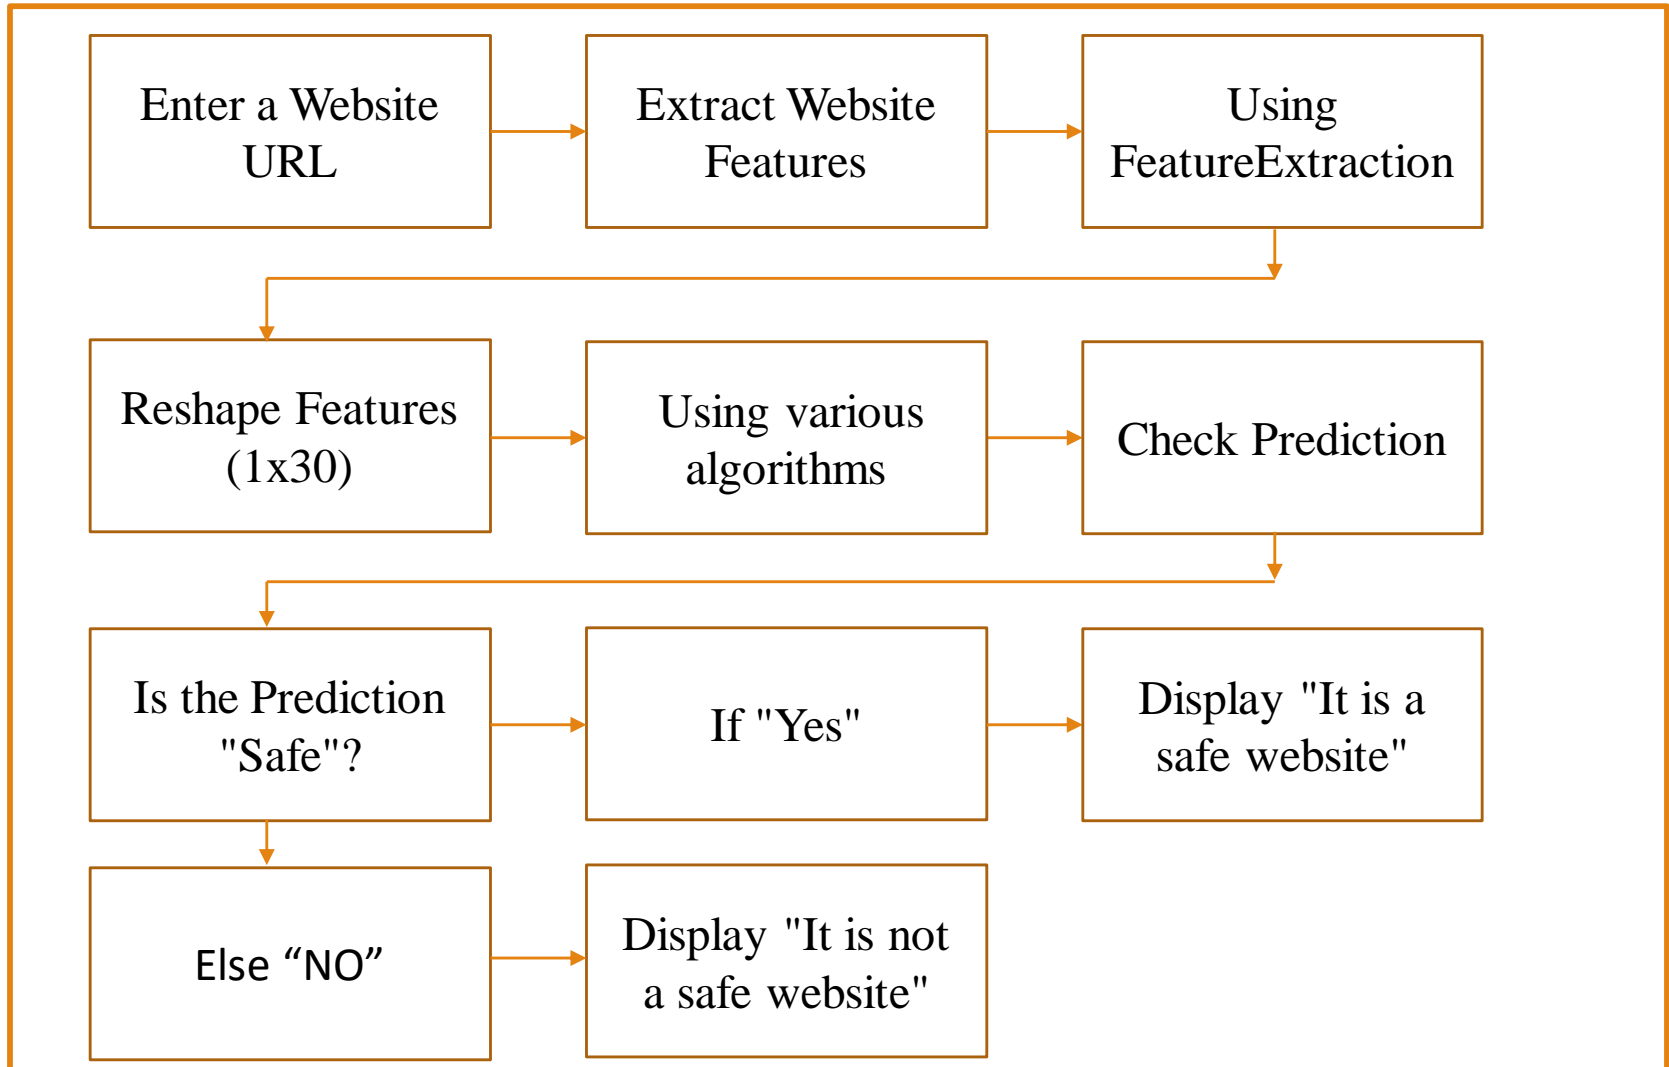 Enter a Website
URL
Extract Website
Features
Using
FeatureExtraction
Reshape Features
(1x30)
Using various
algorithms
Check Prediction
Is the Prediction
"Safe"?
If "Yes"
Display "It is a
safe website"
Else “NO”
Display "It is not
a safe website"